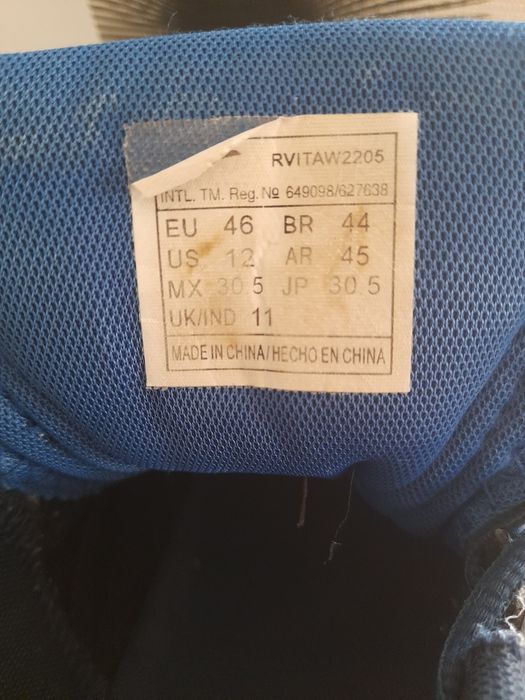 RVITAW2205
INTL. TM. Reg. № 649098/627638
EU 46 BR 44
US 12 AR 45
MX 30.5 JP 30.5
UK/IND 11
MADE IN CHINA/HECHO EN CHINA